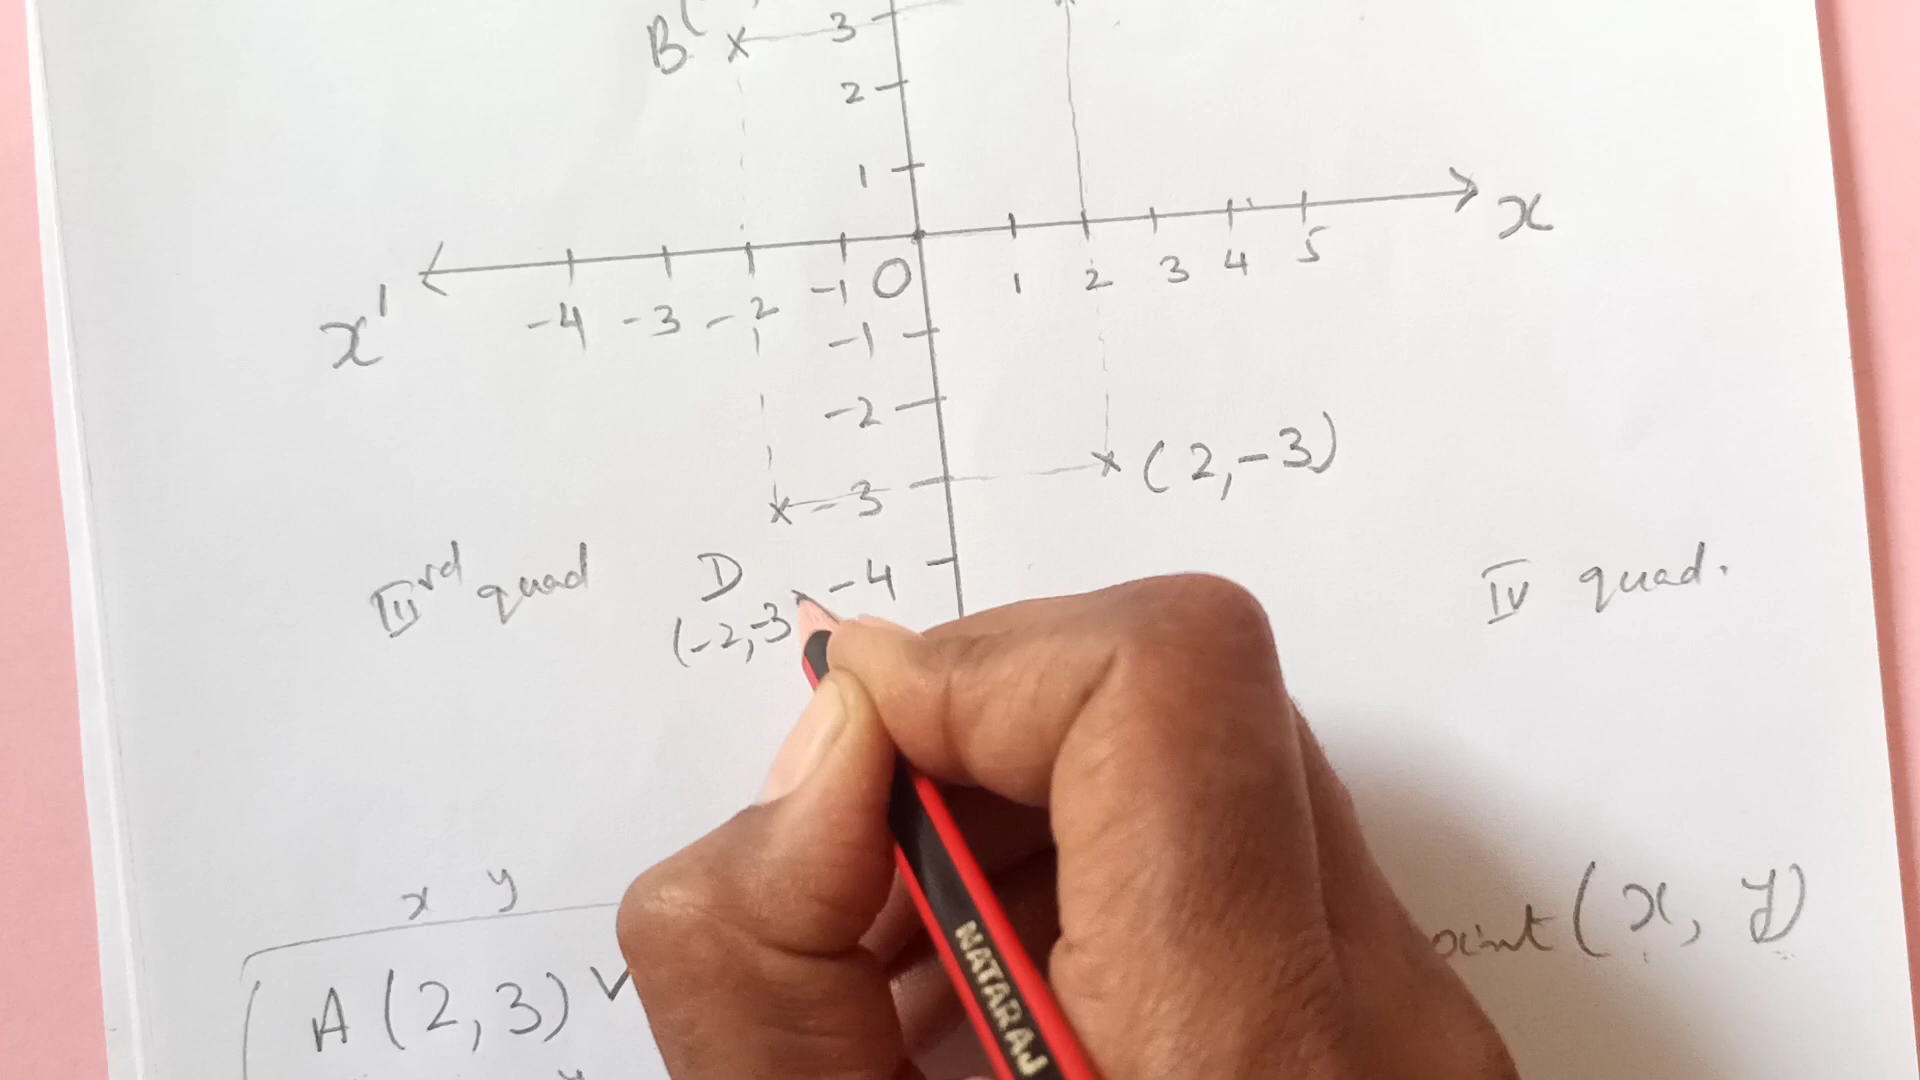 B(
3
2
1
x
x'
-4 -3 -2 -1 O 1 2 3 4 5
-1
-2
(2,-3)
-3
IIIrd quad
D
-4
(-2,-3
IV quad.
x y
A(2,3)
(x, y)
NATARAJ